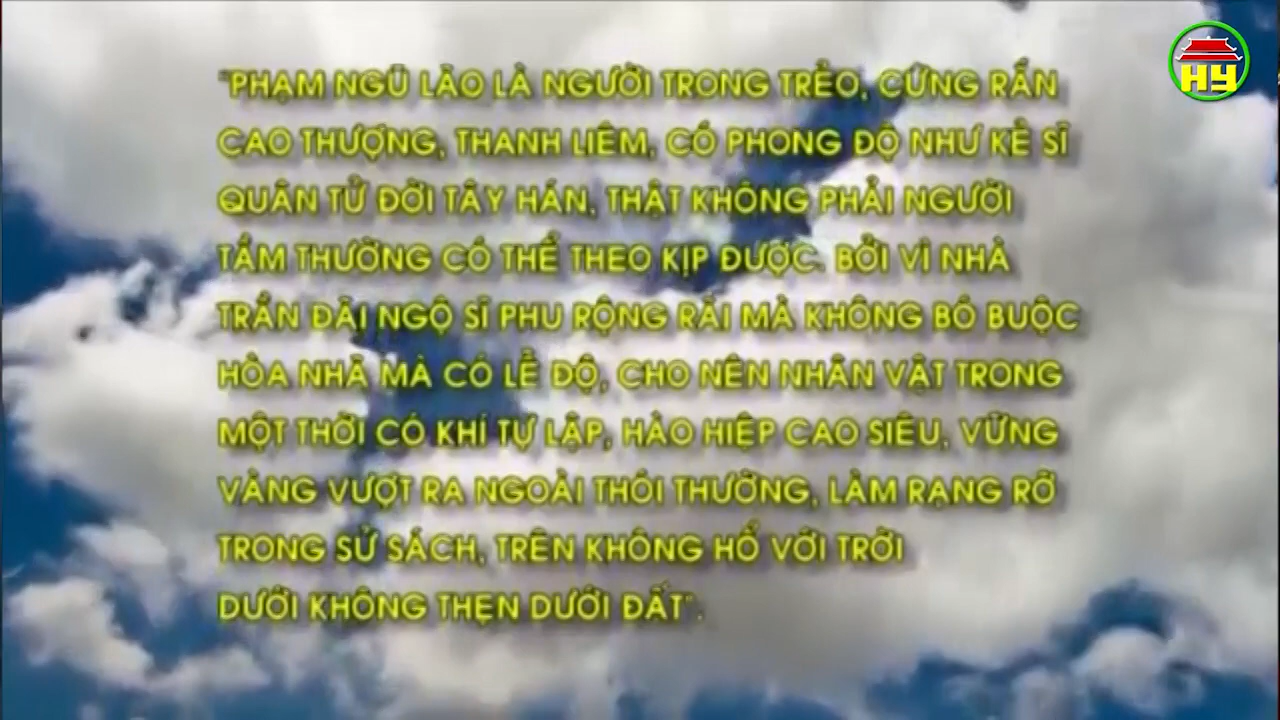 "PHẠM NGŨ LÃO LÀ NGƯỜI TRONG TRẺO, CỨNG RẮN
CAO THƯỢNG, THANH LIÊM, CÓ PHONG ĐỘ NHƯ KẺ SĨ
QUÂN TỬ ĐỜI TÂY HÁN, THẬT KHÔNG PHẢI NGƯỜI
TẦM THƯỜNG CÓ THỂ THEO KỊP ĐƯỢC. BỞI VÌ NHÀ
TRẦN ĐÃI NGỘ SĨ PHU RỘNG RÃI MÀ KHÔNG BÓ BUỘC
HÒA NHÃ MÀ CÓ LỄ ĐỘ, CHO NÊN NHÂN VẬT TRONG
MỘT THỜI CÓ KHÍ TỰ LẬP, HÀO HIỆP CAO SIÊU, VỮNG
VÀNG VƯỢT RA NGOÀI THÓI THƯỜNG, LÀM RẠNG RỠ
TRONG SỬ SÁCH, TRÊN KHÔNG HỔ VỚI TRỜI
DƯỚI KHÔNG THẸN DƯỚI ĐẤT".
HY